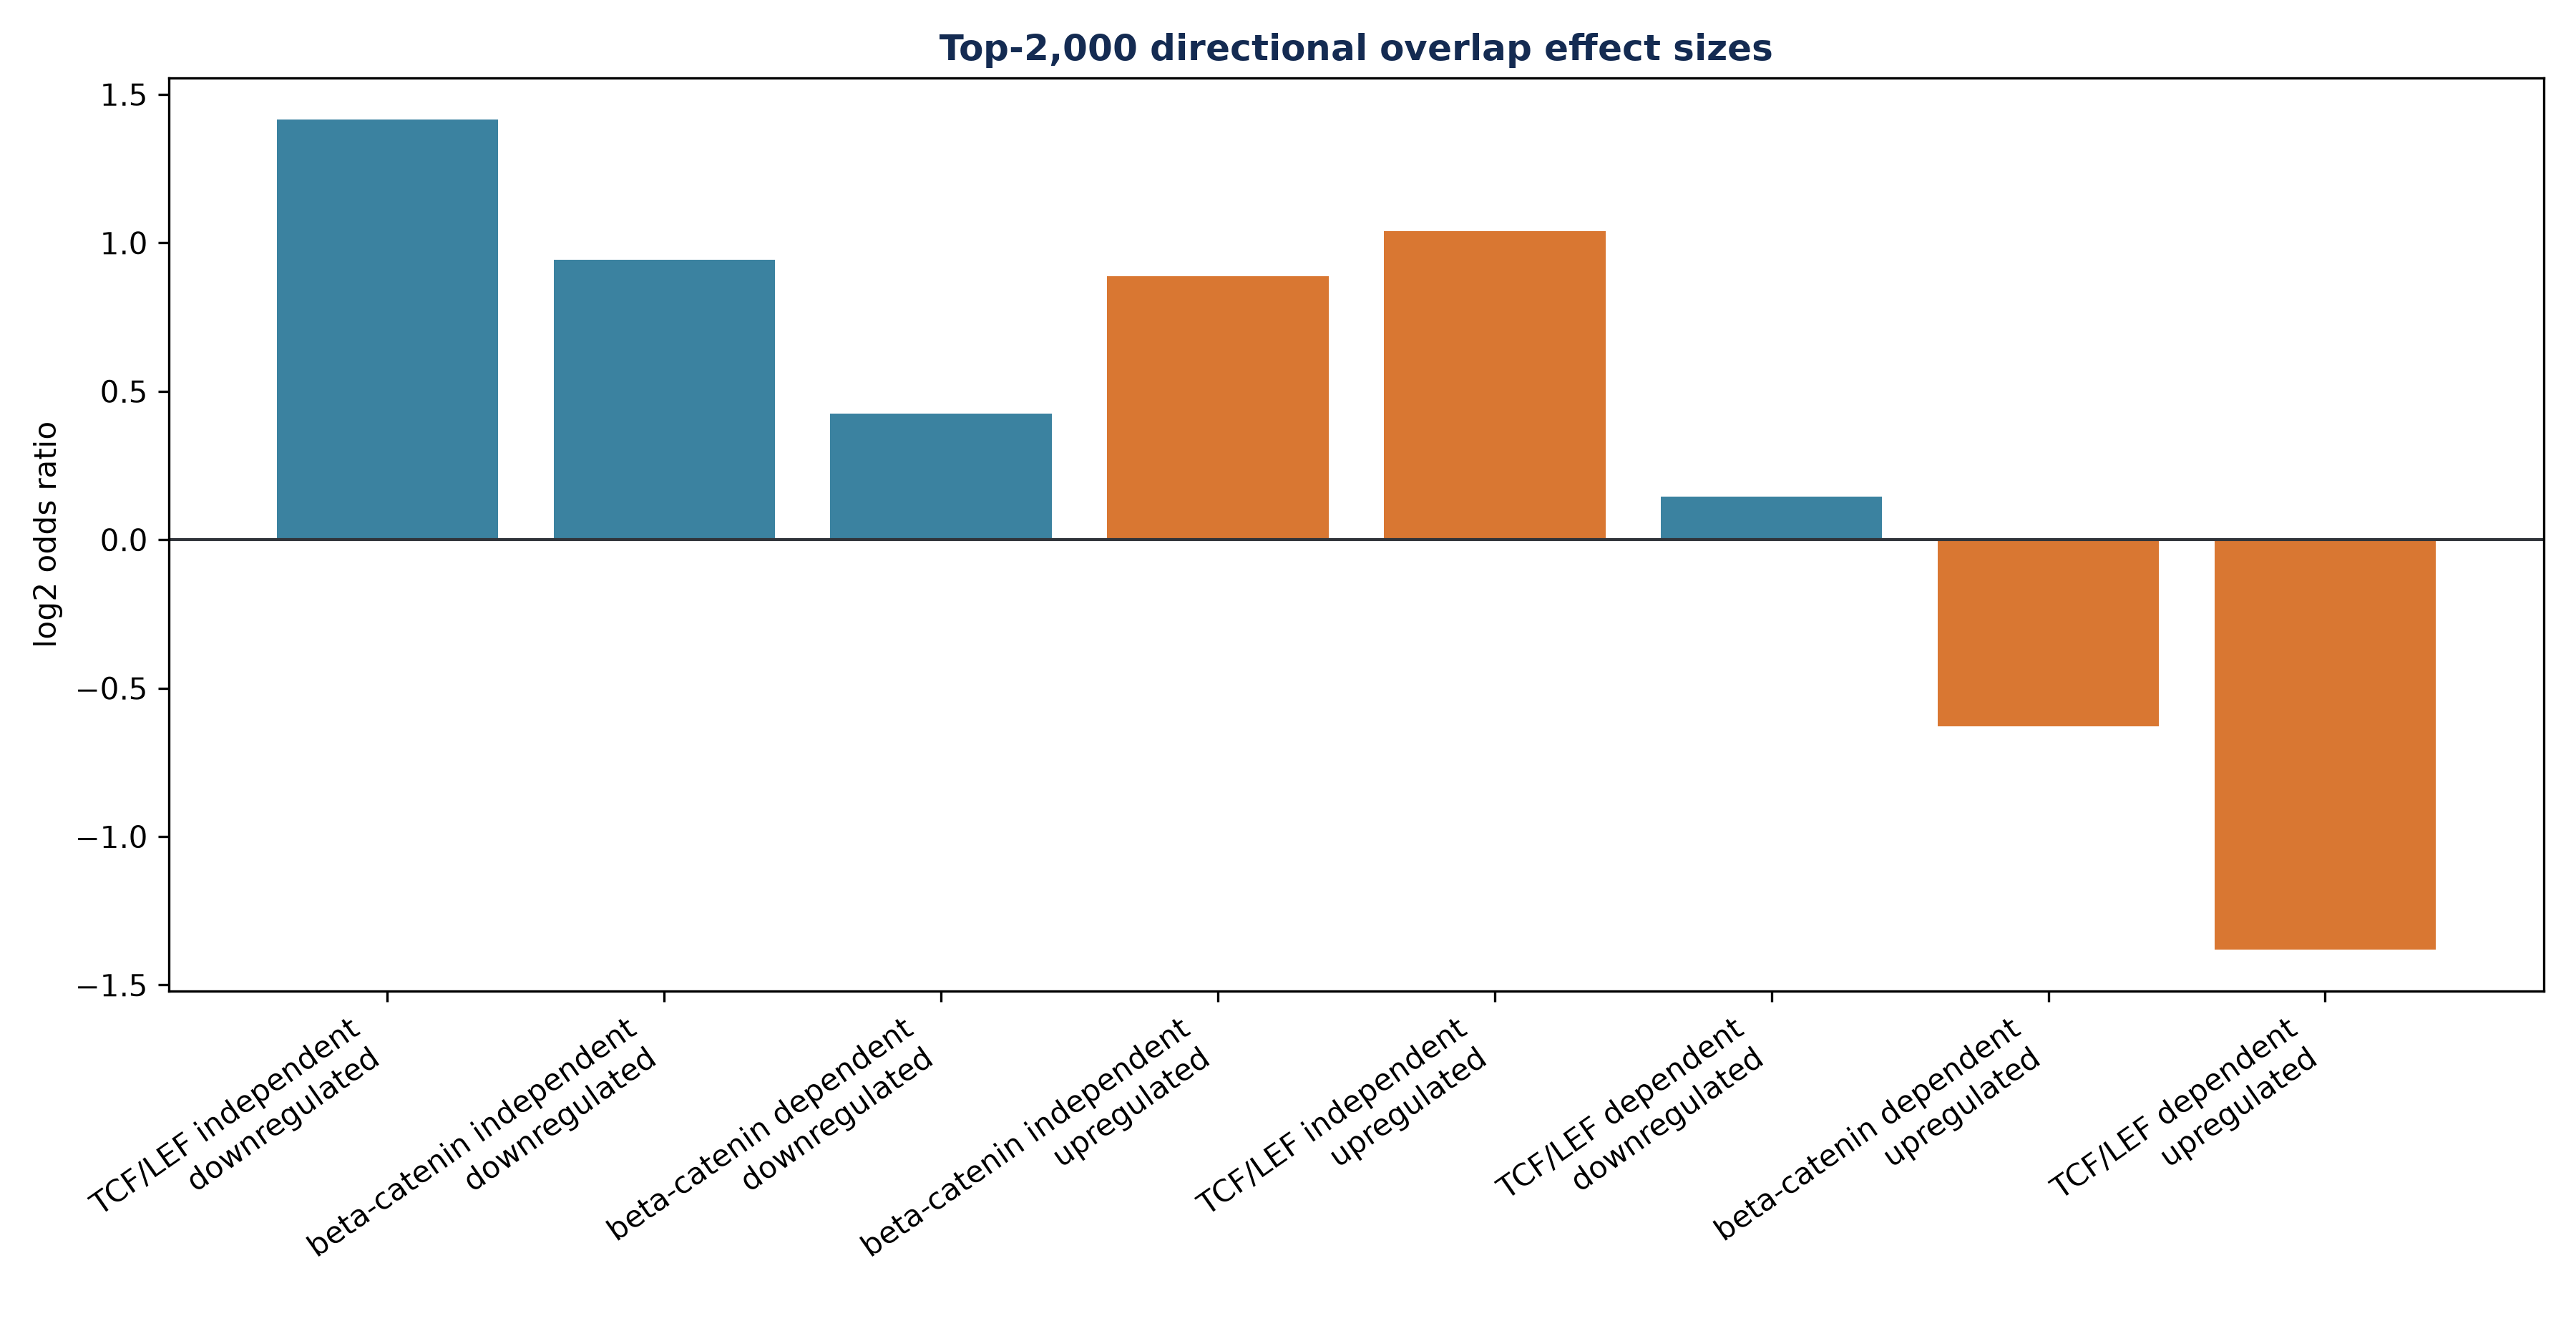 Top-2,000 directional overlap effect sizes
log2 odds ratio
1.5
1.0
0.5
0.0
−0.5
−1.0
−1.5
TCF/LEF independent
downregulated
beta-catenin independent
downregulated
beta-catenin dependent
downregulated
beta-catenin independent
upregulated
TCF/LEF independent
upregulated
TCF/LEF dependent
downregulated
beta-catenin dependent
upregulated
TCF/LEF dependent
upregulated